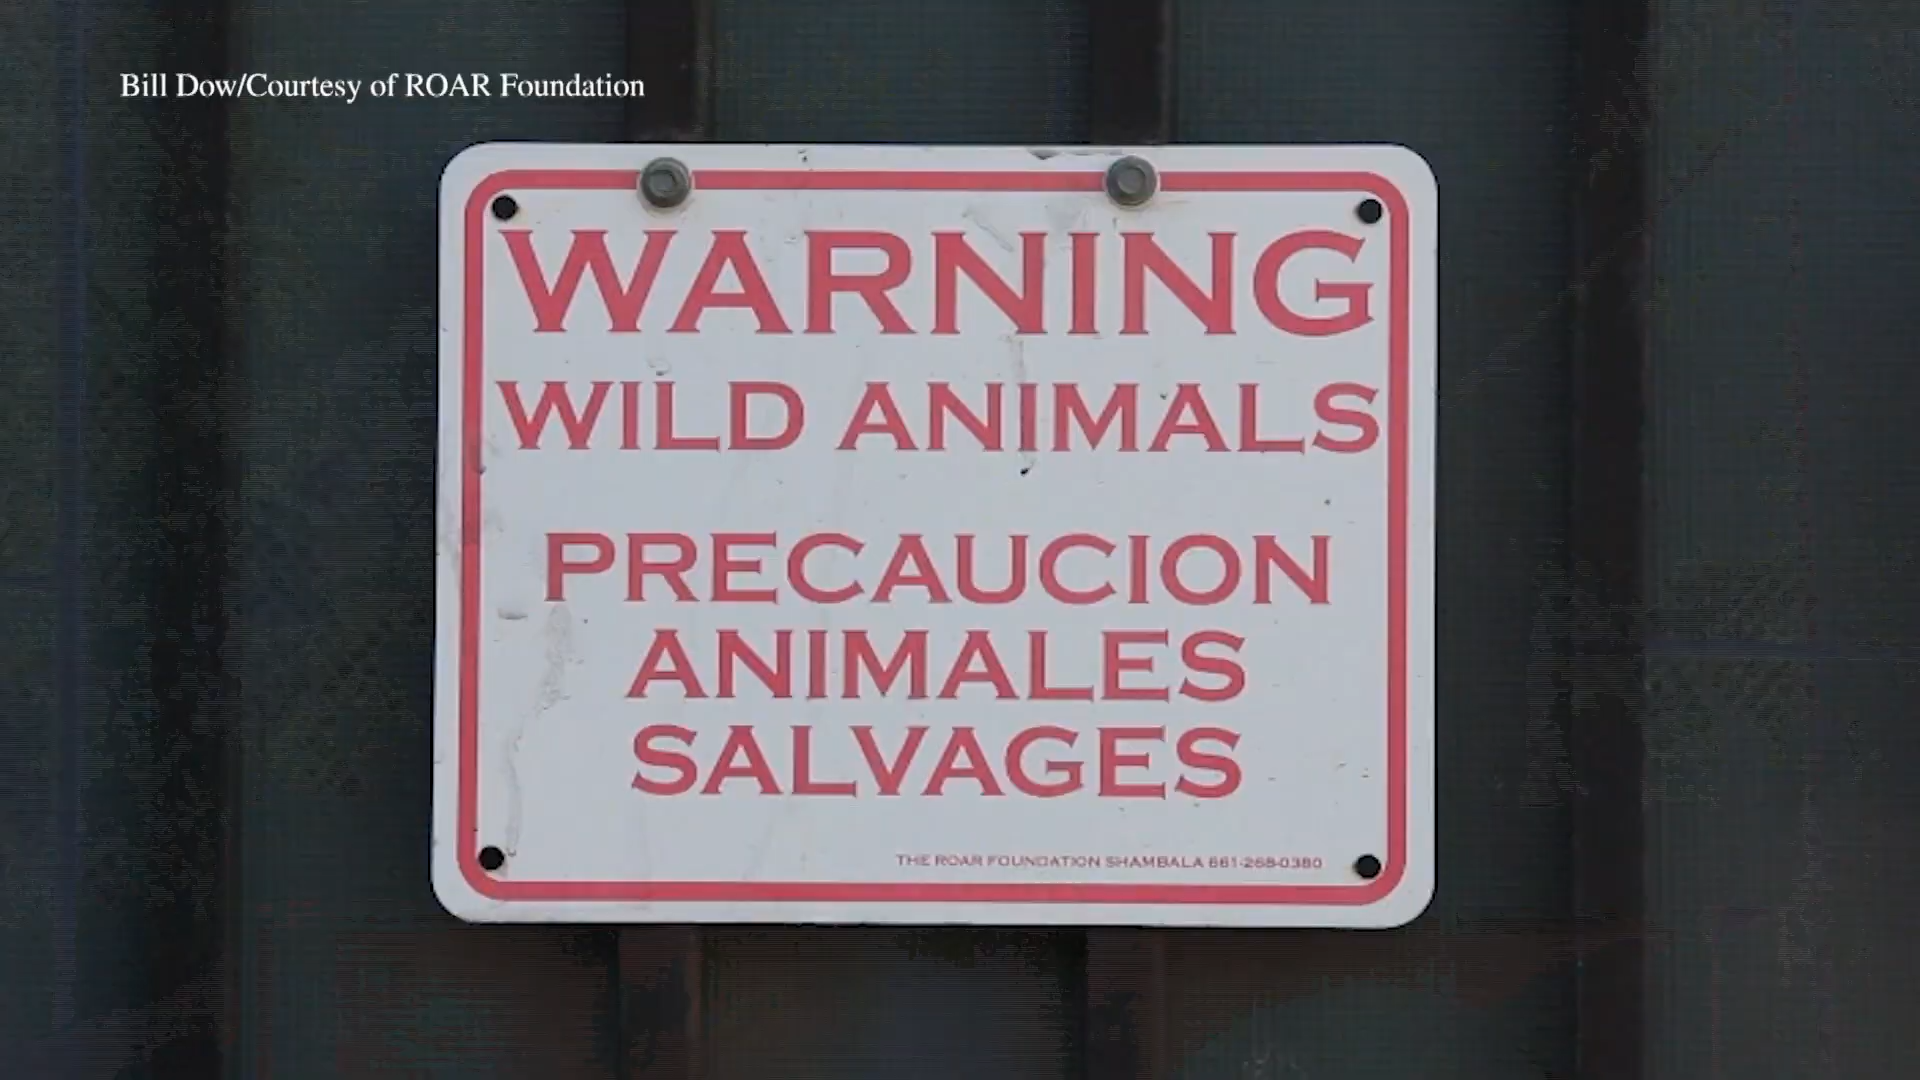 Bill Dow/Courtesy of ROAR Foundation
WARNING
WILD ANIMALS
PRECAUCION
ANIMALES
SALVAGES
THE ROAR FOUNDATION SHAMBALA 661-268-0380